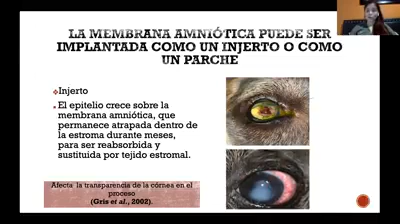 LA MEMBRANA AMNIÓTICA PUEDE SER
IMPLANTADA COMO UN INJERTO O COMO
UN PARCHE
Injerto
El epitelio crece sobre la
membrana amniótica, que
permanece atrapada dentro de
la estroma durante meses,
para ser reabsorbida y
sustituida por tejido estromal.
Afecta la transparencia de la córnea en el
proceso
(Gris et al., 2002).